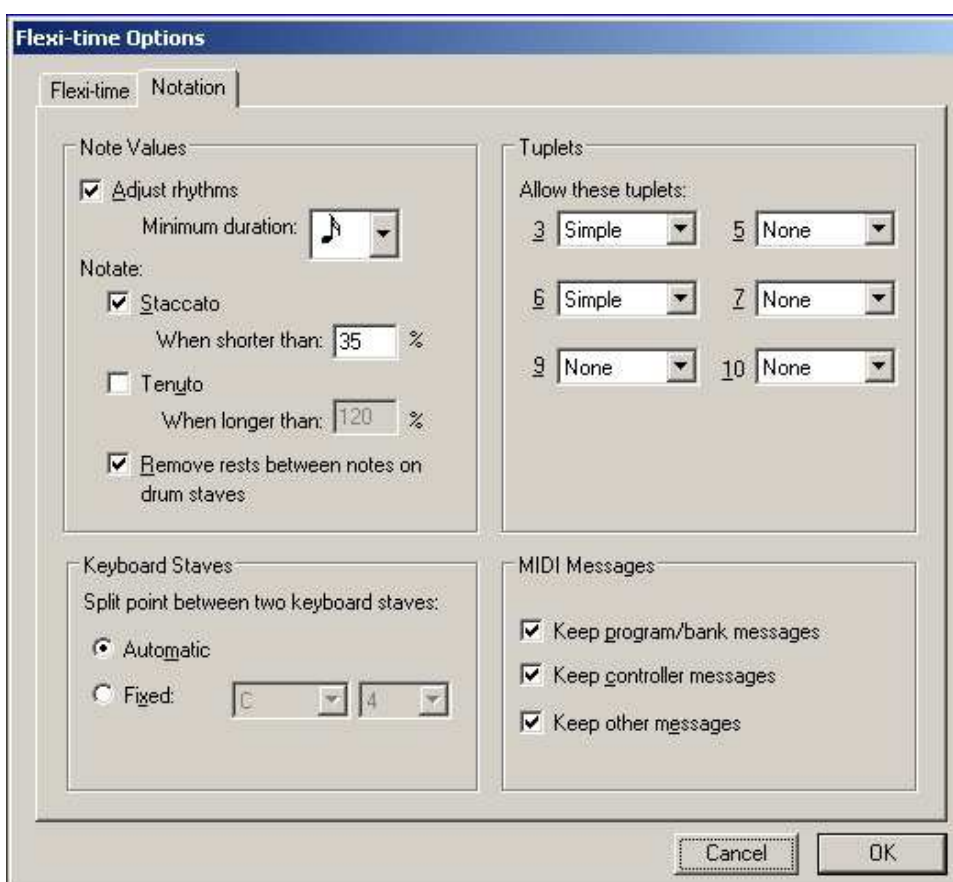 Flexi-time Options
Flexi-time Notation
Note Values
Adjust rhythms
Minimum duration:
Notate:
Staccato
When shorter than: 35 %
Tenuto
When longer than: 120 %
Remove rests between notes on
drum staves
Tuplets
Allow these tuplets:
3 Simple 5 None
6 Simple 7 None
9 None 10 None
Keyboard Staves
Split point between two keyboard staves:
Automatic
Fixed: C 4
MIDI Messages
Keep program/bank messages
Keep controller messages
Keep other messages
Cancel OK